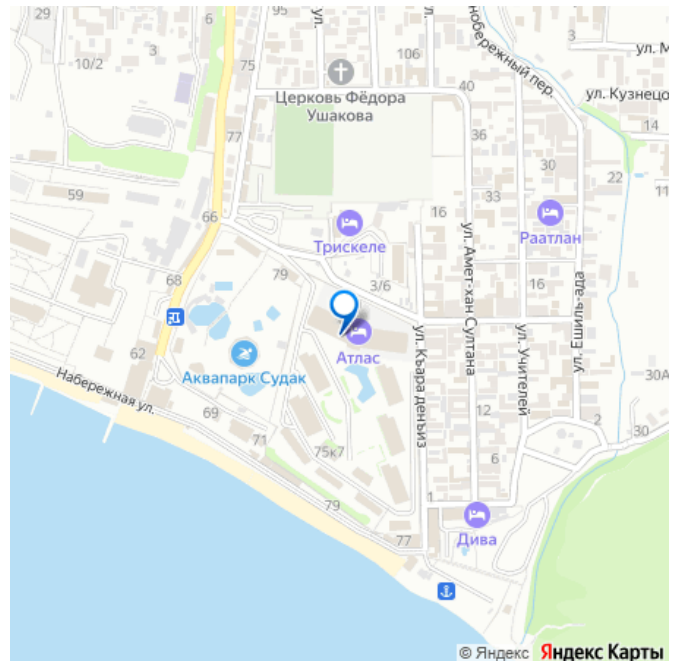 29
6
75
ул.
ул.
3
10/2
106
нобережный пер.
ул. М
Церковь Фёдора
Ушакова
40
ул. Кузнецо
77
36
14
30
59
33
22
11
66
16
Трискеле
Раатлан
ул. Амет-хан Султана
68
79
3/6
16
ул. Ешиль-ада
Атлас
ул. Къара денъиз
ул. Учителей
62
Аквапарк Судак
30А
Набережная ул.
69
12
71
2
30
75к7
6
79
1
77
Дива
© Яндекс Яндекс Карты